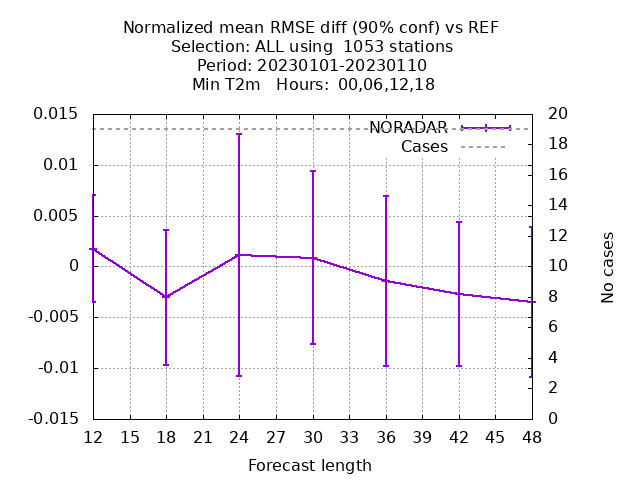 Normalized mean RMSE diff (90% conf) vs REF
Selection: ALL using  1053 stations
Period: 20230101-20230110
Min T2m   Hours:  00,06,12,18
0.015
0.01
0.005
0
-0.005
-0.01
-0.015
NORADAR
Cases
20
18
16
14
12
10
8
6
4
2
0
No cases
12 15 18 21 24 27 30 33 36 39 42 45 48
Forecast length